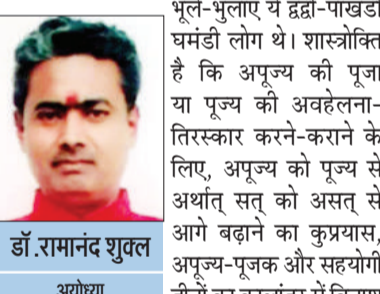 भूले-भुलाए ये द्वंद्वी-पाखंडी
घमंडी लोग थे। शास्त्रोक्ति
है कि अपूज्य की पूजा
या पूज्य की अवहेलना-
तिरस्कार करने-कराने के
लिए, अपूज्य को पूज्य से
अर्थात् सत् को असत् से
आगे बढ़ाने का कुप्रयास,
अपूज्य-पूजक और सहयोगी
डॉ.रामानंद शुक्ल
अयोध्या